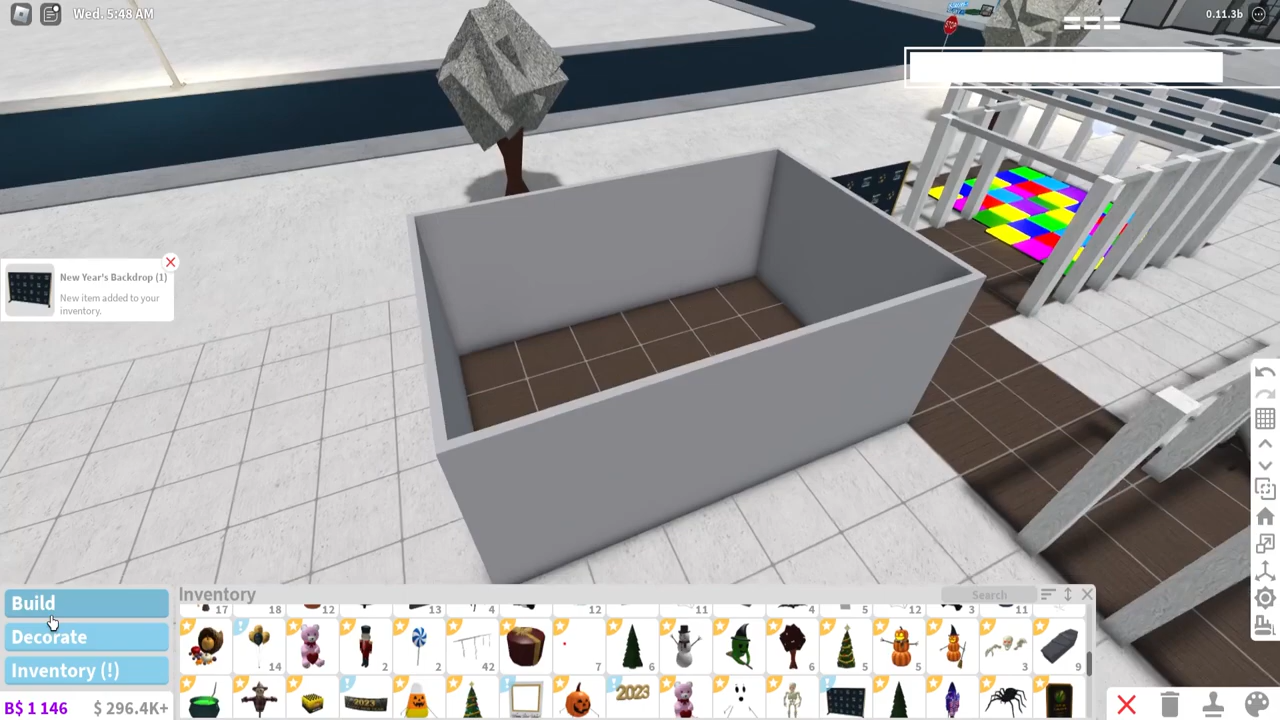 Wed. 5:48 AM
0.11.3b
New Year's Backdrop (1)
New item added to your
inventory.
Build
Decorate
Inventory (!)
B$ 1 146
$ 296.4K+
Inventory
Search
17 18 12 13 4 12 11 4 5 12 3 11
14 2 2 42 7 6 6 5 5 3 9
2023
2023